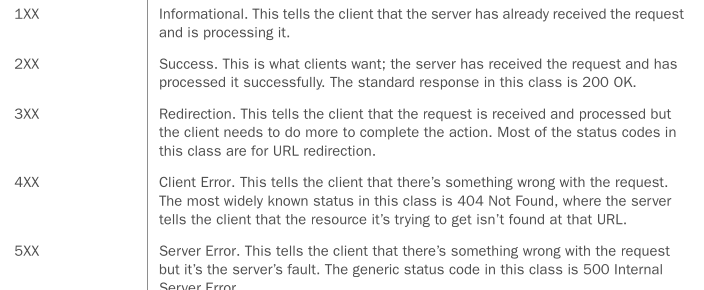 1XX
Informational. This tells the client that the server has already received the request
and is processing it.
2XX
Success. This is what clients want; the server has received the request and has
processed it successfully. The standard response in this class is 200 OK.
3XX
Redirection. This tells the client that the request is received and processed but
the client needs to do more to complete the action. Most of the status codes in
this class are for URL redirection.
4XX
Client Error. This tells the client that there’s something wrong with the request.
The most widely known status in this class is 404 Not Found, where the server
tells the client that the resource it’s trying to get isn’t found at that URL.
5XX
Server Error. This tells the client that there’s something wrong with the request
but it’s the server’s fault. The generic status code in this class is 500 Internal
Server Error